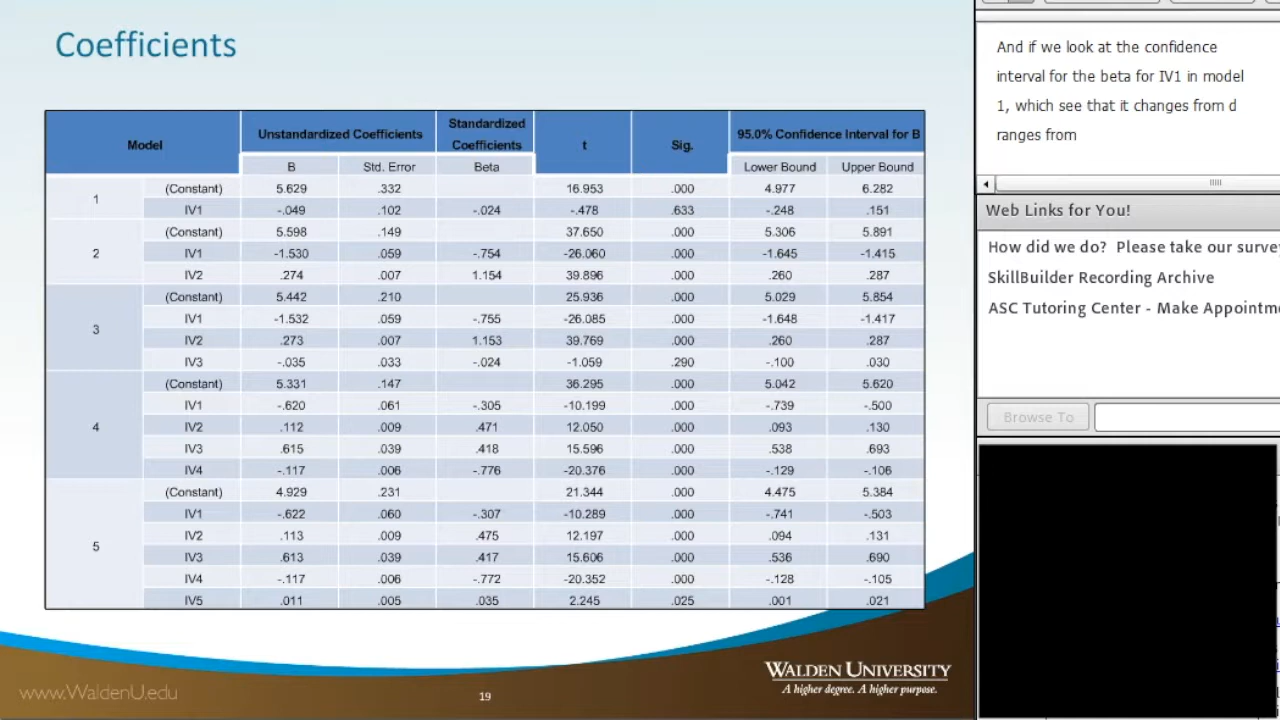 Coefficients
Model Unstandardized Coefficients Standardized Coefficients t Sig. 95.0% Confidence Interval for B
B Std. Error Beta Lower Bound Upper Bound
1 (Constant) 5.629 .332 16.953 .000 4.977 6.282
IV1 -.049 .102 -.024 -.478 .633 -.248 .151
2 (Constant) 5.598 .149 37.650 .000 5.306 5.891
IV1 -1.530 .059 -.754 -26.060 .000 -1.645 -1.415
IV2 .274 .007 1.154 39.896 .000 .260 .287
3 (Constant) 5.442 .210 25.936 .000 5.029 5.854
IV1 -1.532 .059 -.755 -26.085 .000 -1.648 -1.417
IV2 .273 .007 1.153 39.769 .000 .260 .287
IV3 -.035 .033 -.024 -1.059 .290 -.100 .030
4 (Constant) 5.331 .147 36.295 .000 5.042 5.620
IV1 -.620 .061 -.305 -10.199 .000 -.739 -.500
IV2 .112 .009 .471 12.050 .000 .093 .130
IV3 .615 .039 .418 15.596 .000 .538 .693
IV4 -.117 .006 -.776 -20.376 .000 -.129 -.106
5 (Constant) 4.929 .231 21.344 .000 4.475 5.384
IV1 -.622 .060 -.307 -10.289 .000 -.741 -.503
IV2 .113 .009 .475 12.197 .000 .094 .131
IV3 .613 .039 .417 15.606 .000 .536 .690
IV4 -.117 .006 -.772 -20.352 .000 -.128 -.105
IV5 .011 .005 .035 2.245 .025 .001 .021
www.WaldenU.edu
19
WALDEN UNIVERSITY
A higher degree. A higher purpose.
And if we look at the confidence
interval for the beta for IV1 in model
1, which see that it changes from d
ranges from
Web Links for You!
How did we do? Please take our surve
SkillBuilder Recording Archive
ASC Tutoring Center - Make Appointm
Browse To